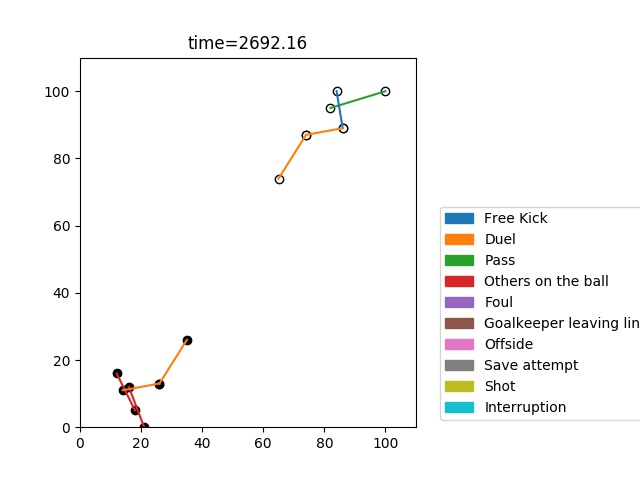 time=2692.16
100
80
60
40
20
0
0 20 40 60 80 100
Free Kick
Duel
Pass
Others on the ball
Foul
Goalkeeper leaving lin
Offside
Save attempt
Shot
Interruption